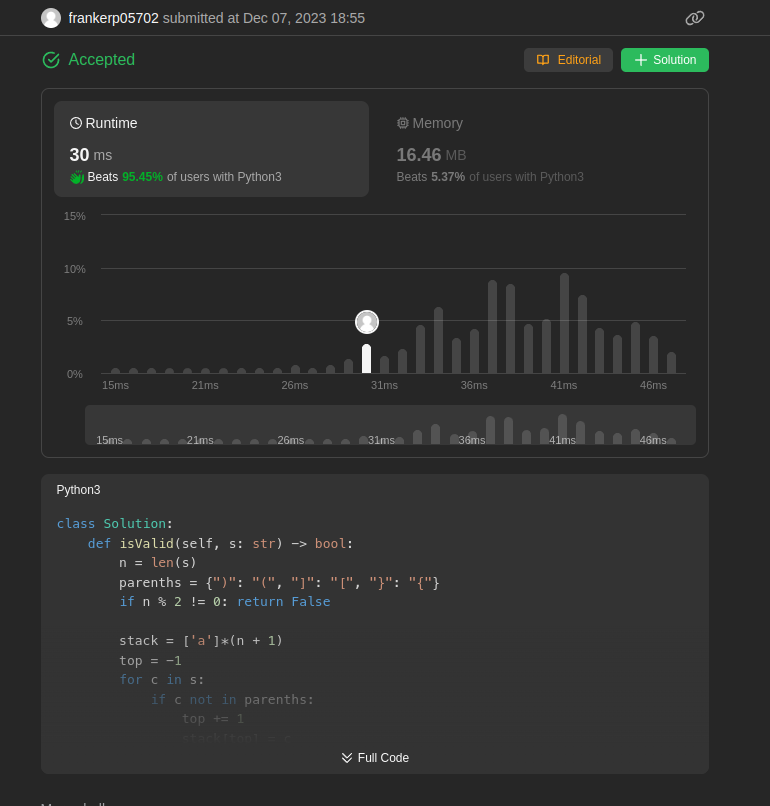 frankerp05702 submitted at Dec 07, 2023 18:55
Accepted
Editorial
Solution
Runtime
Memory
30 ms
16.46 MB
Beats 95.45% of users with Python3
Beats 5.37% of users with Python3
15%
10%
5%
0%
15ms 21ms 26ms 31ms 36ms 41ms 46ms
15ms 21ms 26ms 31ms 36ms 41ms 46ms
Python3
class Solution:
    def isValid(self, s: str) -> bool:
        n = len(s)
        parenths = {")": "(", "]": "[", "}": "{"}
        if n % 2 != 0: return False
        stack = ['a']*(n + 1)
        top = -1
        for c in s:
            if c not in parenths:
                top += 1
                stack[top] = c
Full Code